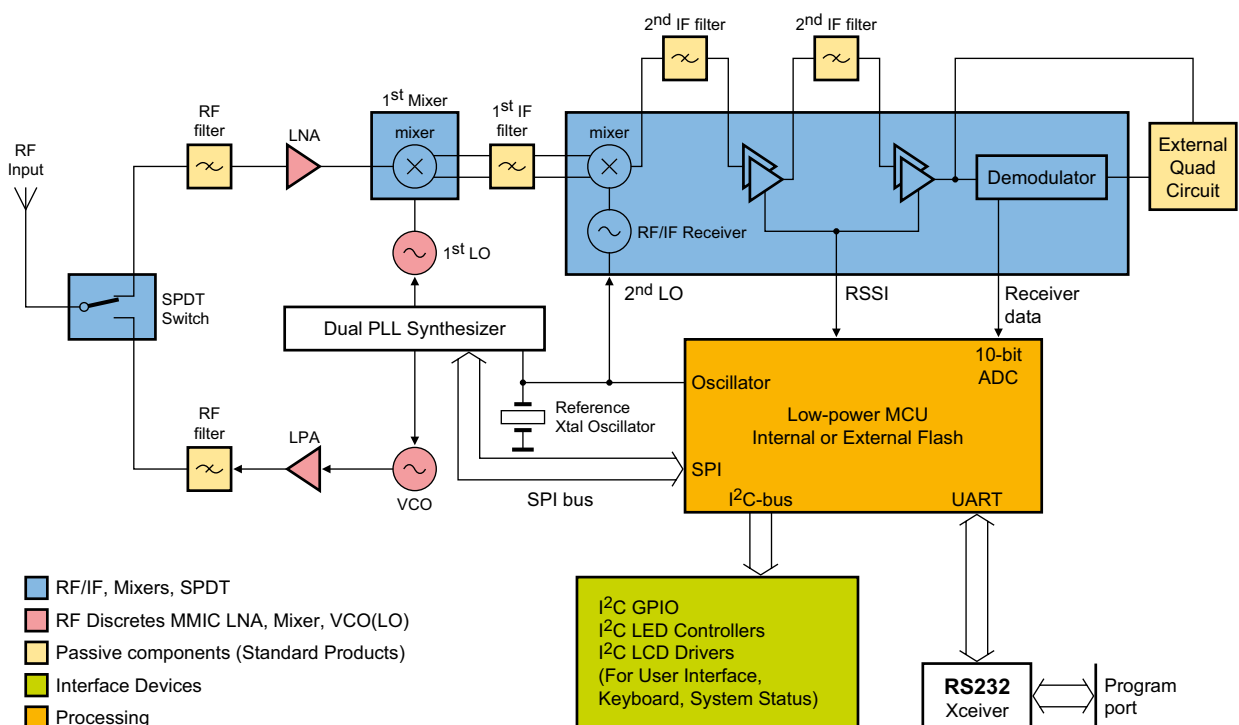 2nd IF filter
2nd IF filter
1st Mixer
RF
filter
LNA
mixer
1st IF
filter
mixer
RF
Input
External
Quad
Circuit
Demodulator
RF/IF Receiver
1st LO
SPDT
Switch
2nd LO
RSSI
Receiver
data
Dual PLL Synthesizer
10-bit
ADC
Oscillator
Reference
Xtal Oscillator
Low-power MCU
Internal or External Flash
RF
filter
LPA
SPI
VCO
SPI bus
I2C-bus
UART
RF/IF, Mixers, SPDT
RF Discretes MMIC LNA, Mixer, VCO(LO)
Passive components (Standard Products)
Interface Devices
Processing
I2C GPIO
I2C LED Controllers
I2C LCD Drivers
(For User Interface,
Keyboard, System Status)
RS232
Xceiver
Program
port